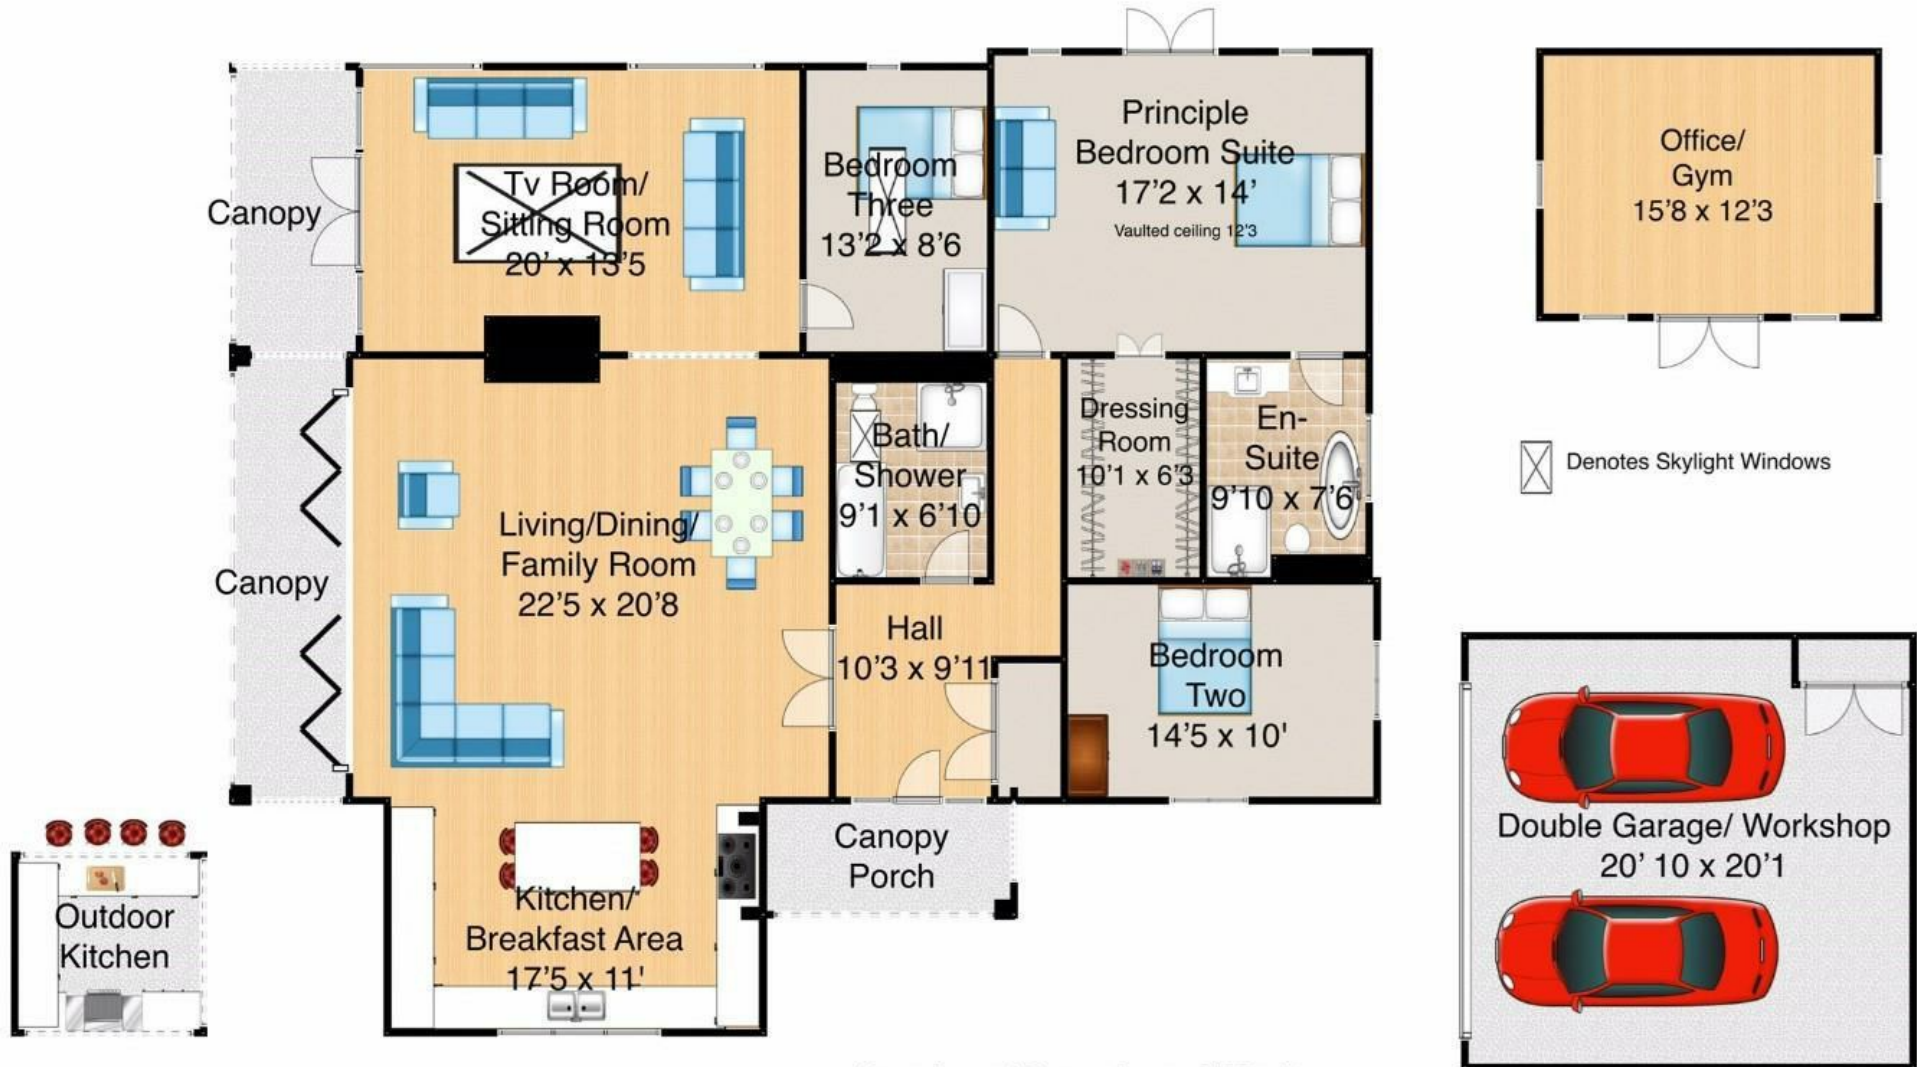 Canopy
Tv Room/
Sitting Room
20' x 13'5
Bedroom
Three
13'2 x 8'6
Principle
Bedroom Suite
17'2 x 14'
Vaulted ceiling 12'3
Office/
Gym
15'8 x 12'3
Canopy
Living/Dining/
Family Room
22'5 x 20'8
Bath/
Shower
9'1 x 6'10
Dressing
Room
10'1 x 6'3
En-
Suite
9'10 x 7'6
Denotes Skylight Windows
Hall
10'3 x 9'11
Bedroom
Two
14'5 x 10'
Outdoor
Kitchen
Kitchen/
Breakfast Area
17'5 x 11'
Canopy
Porch
Double Garage/ Workshop
20' 10 x 20'1